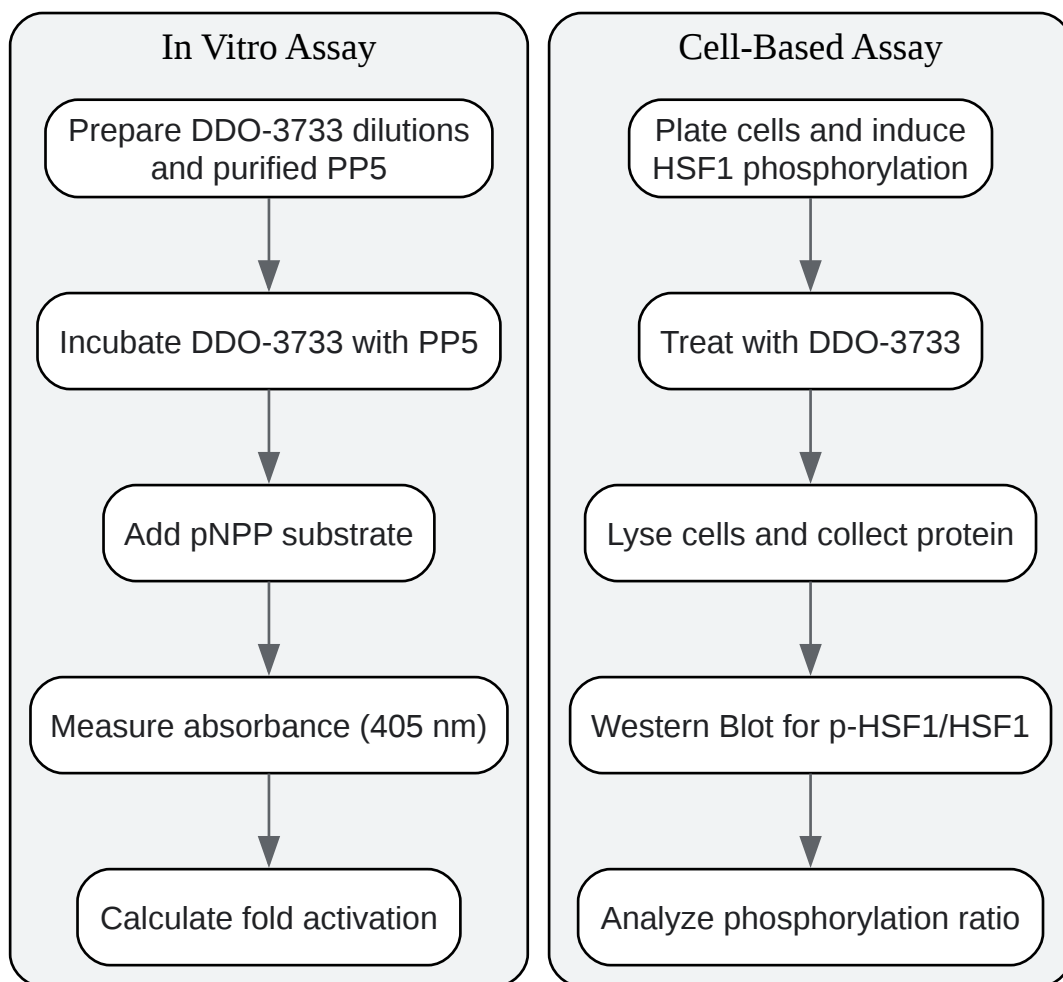 In Vitro Assay
Prepare DDO-3733 dilutions
and purified PP5
Incubate DDO-3733 with PP5
Add pNPP substrate
Measure absorbance (405 nm)
Calculate fold activation
Cell-Based Assay
Plate cells and induce
HSF1 phosphorylation
Treat with DDO-3733
Lyse cells and collect protein
Western Blot for p-HSF1/HSF1
Analyze phosphorylation ratio